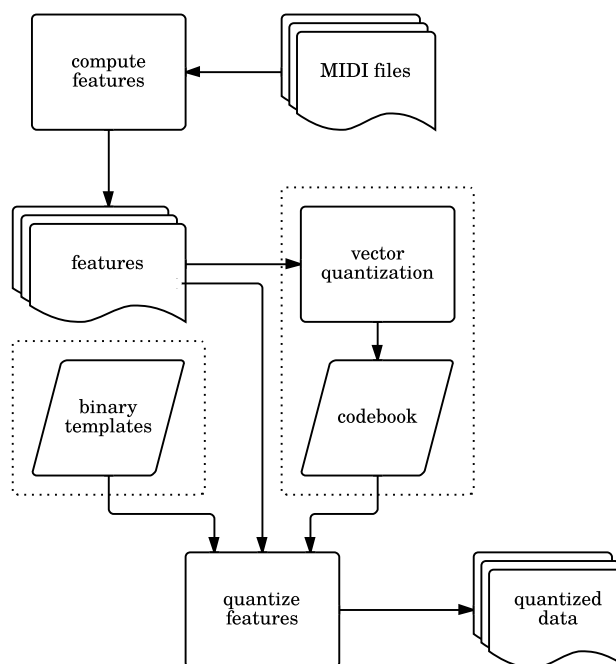 compute
features
MIDI files
features
vector
quantization
binary
templates
codebook
quantize
features
quantized
data